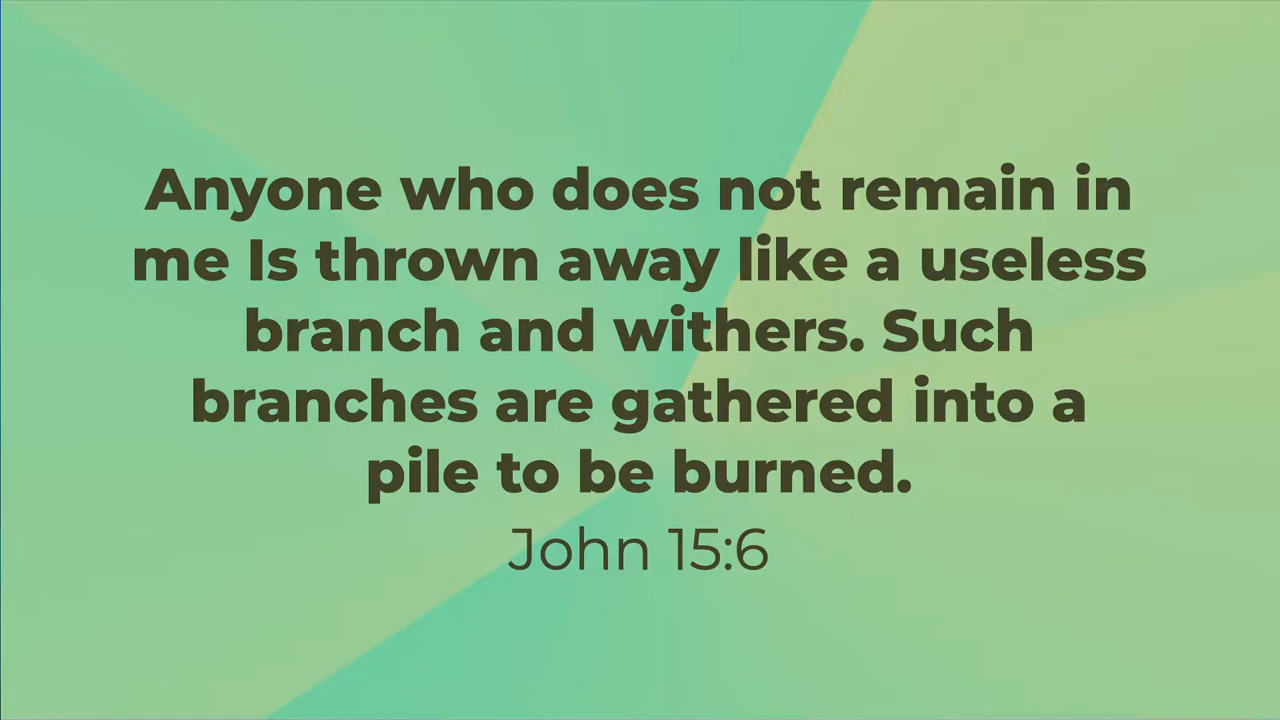 Anyone who does not remain in
me Is thrown away like a useless
branch and withers. Such
branches are gathered into a
pile to be burned.
John 15:6